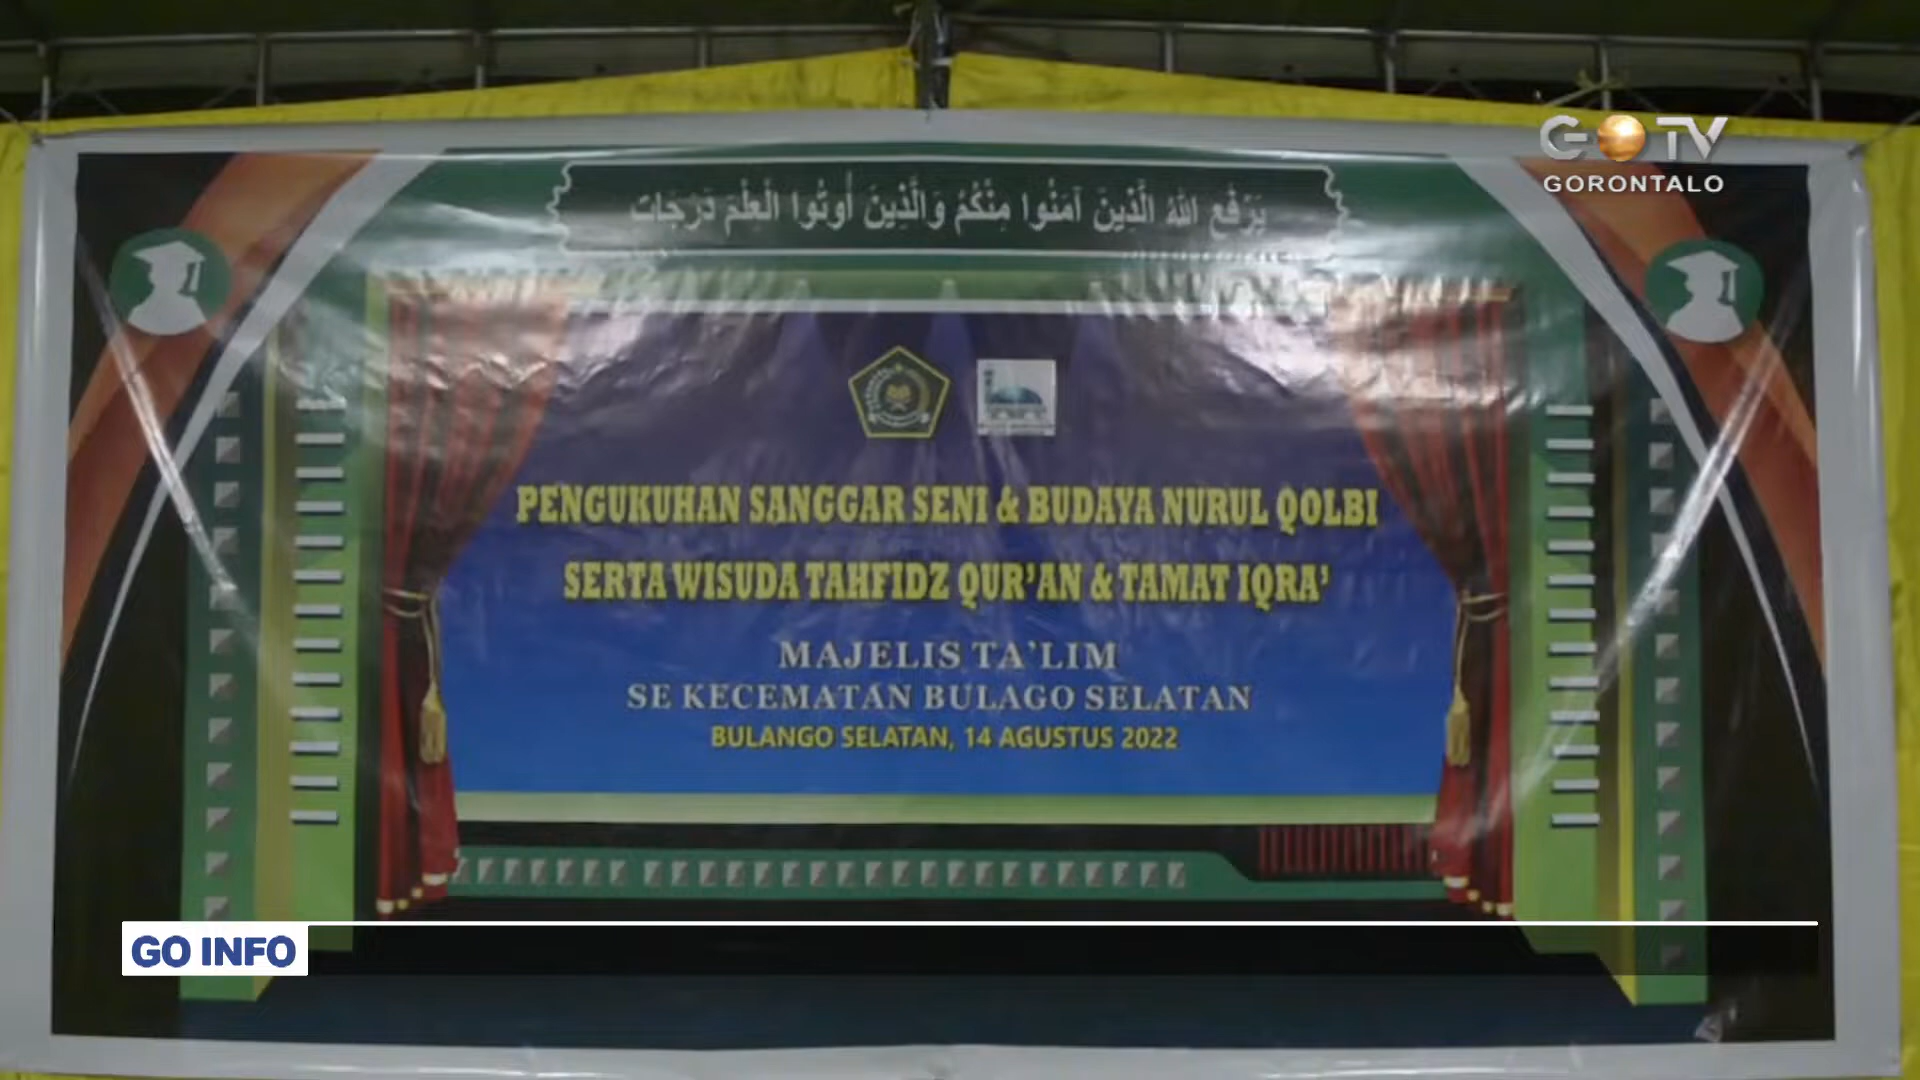 GOTV
GORONTALO
يَرْفَعِ اللهُ الَّذِينَ آمَنُوا مِنْكُمْ وَالَّذِينَ أُوتُوا الْعِلْمَ دَرَجَاتٍ
PENGUKUHAN SANGGAR SENI & BUDAYA NURUL QOLBI
SERTA WISUDA TAHFIDZ QUR'AN & TAMAT IQRA'
MAJELIS TA'LIM
SE KECEMATAN BULAGO SELATAN
BULANGO SELATAN, 14 AGUSTUS 2022
GO INFO